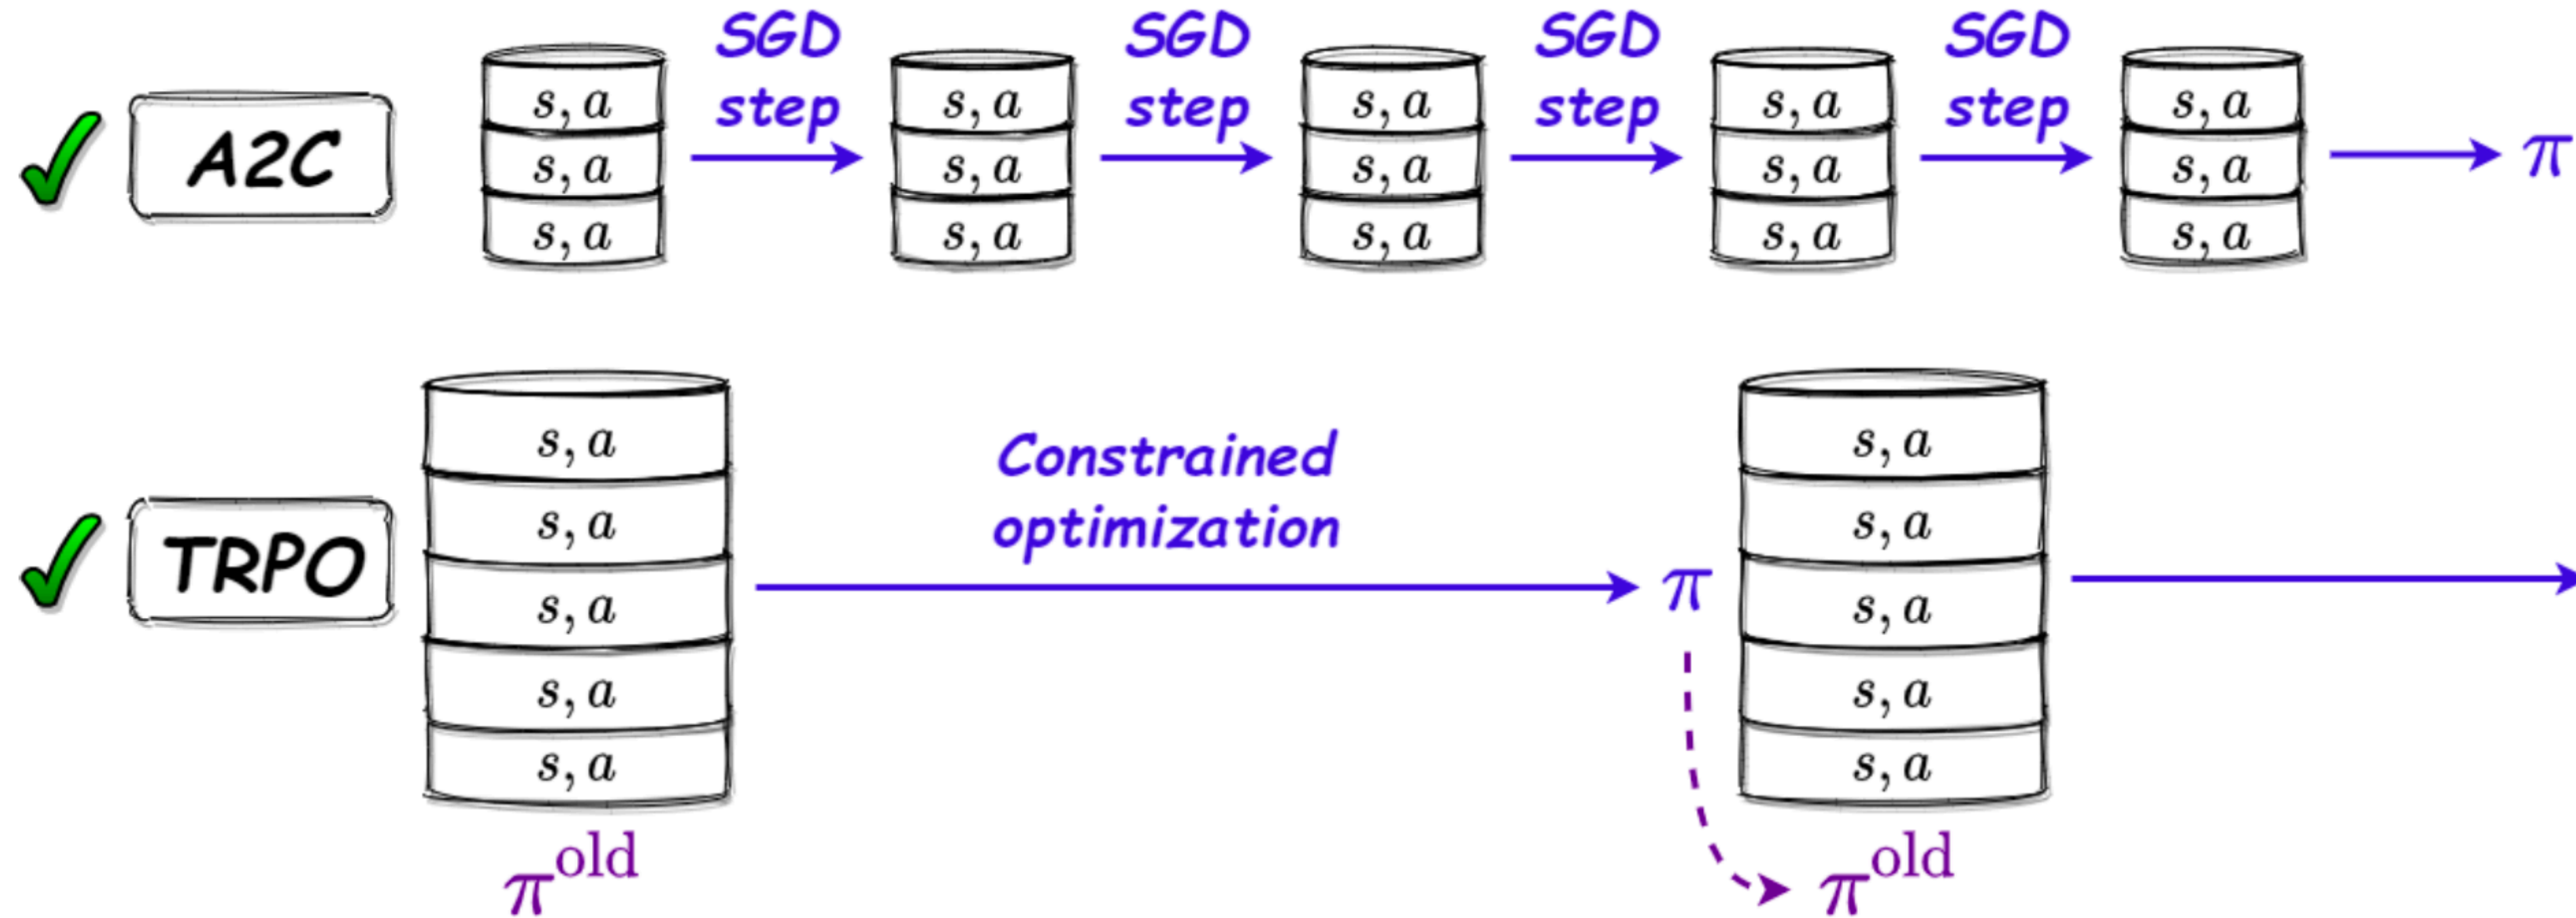 A2C
s, a
s, a
s, a
SGD
step
s, a
s, a
s, a
SGD
step
s, a
s, a
s, a
SGD
step
s, a
s, a
s, a
SGD
step
s, a
s, a
s, a
π
TRPO
s, a
s, a
s, a
s, a
s, a
π^old
Constrained
optimization
π
s, a
s, a
s, a
s, a
s, a
π^old